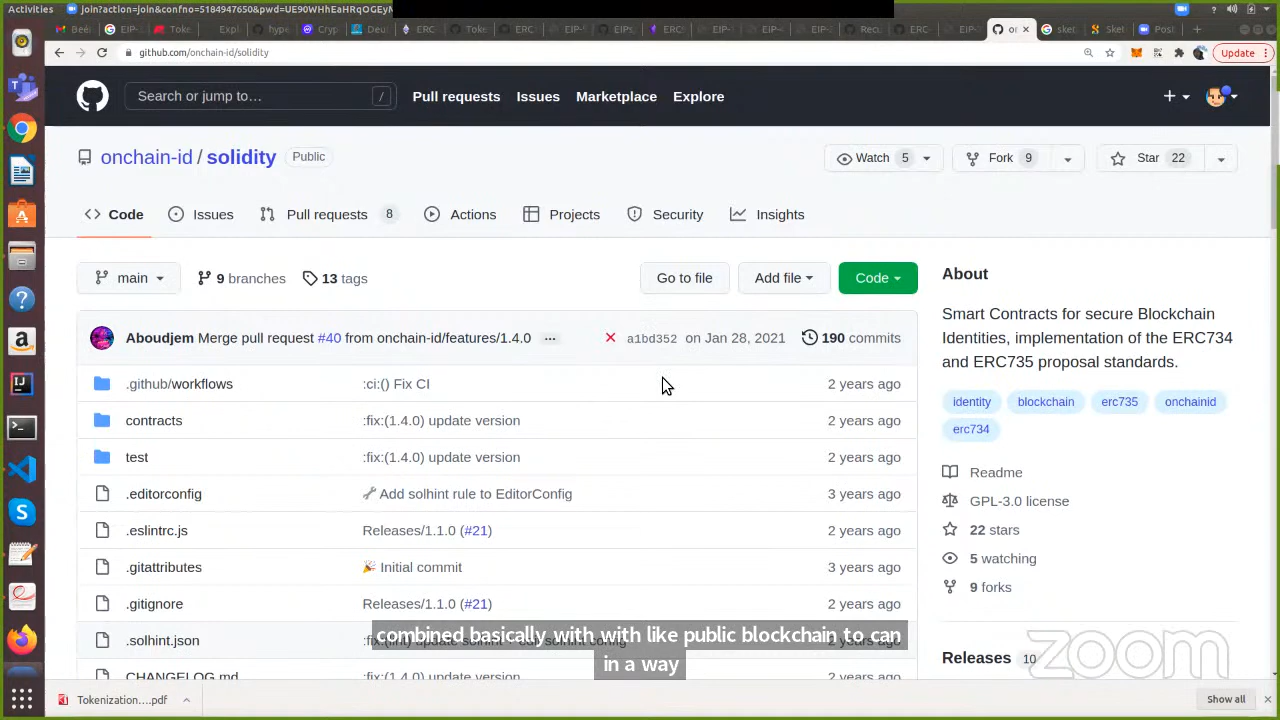 Activities
join?action=join&confno=5184947650&pwd=UE90WHhEaHRqOGEyN
github.com/onchain-id/solidity
Update
Search or jump to…
/
Pull requests
Issues
Marketplace
Explore
onchain-id / solidity
Public
Watch 5
Fork 9
Star 22
Code
Issues
Pull requests 8
Actions
Projects
Security
Insights
main
9 branches
13 tags
Go to file
Add file
Code
Aboudjem Merge pull request #40 from onchain-id/features/1.4.0 ...
a1bd352 on Jan 28, 2021
190 commits
.github/workflows :ci:() Fix CI 2 years ago
contracts :fix:(1.4.0) update version 2 years ago
test :fix:(1.4.0) update version 2 years ago
.editorconfig Add solhint rule to EditorConfig 3 years ago
.eslintrc.js Releases/1.1.0 (#21) 2 years ago
.gitattributes Initial commit 3 years ago
.gitignore Releases/1.1.0 (#21) 2 years ago
.solhint.json
CHANGELOG.md 2 years ago
About
Smart Contracts for secure Blockchain
Identities, implementation of the ERC734
and ERC735 proposal standards.
identity
blockchain
erc735
onchainid
erc734
Readme
GPL-3.0 license
22 stars
5 watching
9 forks
Releases 10
combined basically with with like public blockchain to can
in a way
zoom
Tokenization....pdf
Show all